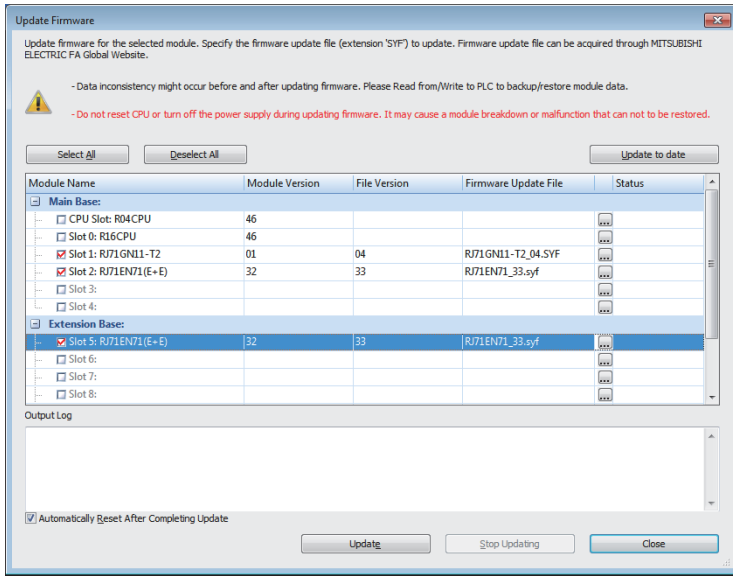 Update Firmware
Update firmware for the selected module. Specify the firmware update file (extension 'SYF') to update. Firmware update file can be acquired through MITSUBISHI
ELECTRIC FA Global Website.
- Data inconsistency might occur before and after updating firmware. Please Read from/Write to PLC to backup/restore module data.
- Do not reset CPU or turn off the power supply during updating firmware. It may cause a module breakdown or malfunction that can not to be restored.
Select All Deselect All Update to date
Module Name Module Version File Version Firmware Update File Status
Main Base:
CPU Slot: R04CPU 46 ...
Slot 0: R16CPU 46 ...
Slot 1: RJ71GN11-T2 01 04 RJ71GN11-T2_04.SYF ...
Slot 2: RJ71EN71(E+E) 32 33 RJ71EN71_33.syf ...
Slot 3: ...
Slot 4: ...
Extension Base:
Slot 5: RJ71EN71(E+E) 32 33 RJ71EN71_33.syf ...
Slot 6: ...
Slot 7: ...
Slot 8: ...
Output Log
Automatically Reset After Completing Update
Update Stop Updating Close